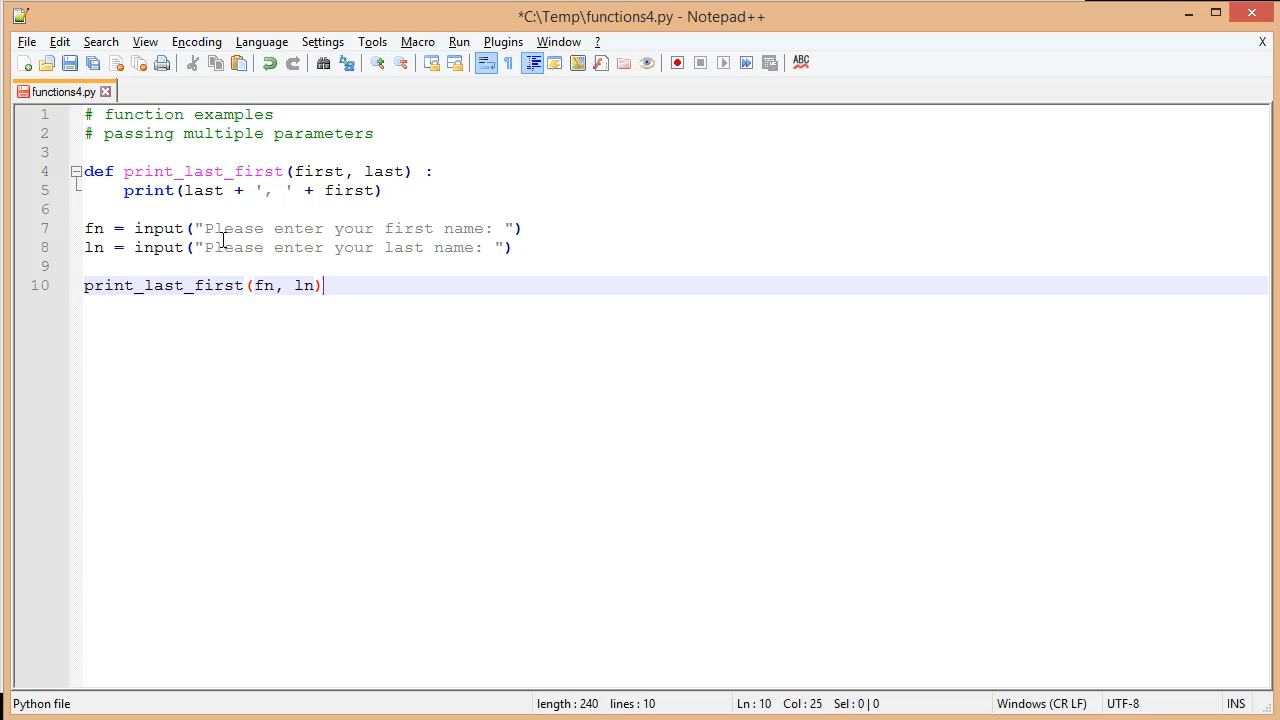 *C:\Temp\functions4.py - Notepad++
File Edit Search View Encoding Language Settings Tools Macro Run Plugins Window ? X
ABC
functions4.py
1 # function examples
2 # passing multiple parameters
3
4 def print_last_first(first, last) :
5     print(last + ', ' + first)
6
7 fn = input("Please enter your first name: ")
8 ln = input("Please enter your last name: ")
9
10 print_last_first(fn, ln)
Python file length : 240 lines : 10 Ln : 10 Col : 25 Sel : 0 | 0 Windows (CR LF) UTF-8 INS